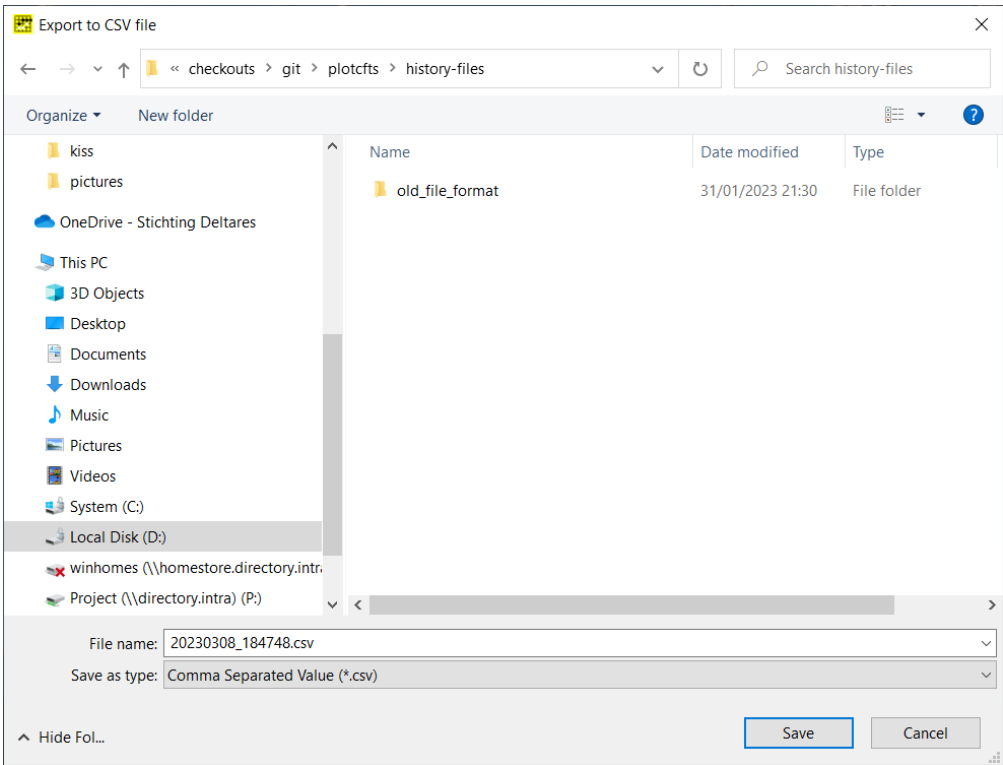 Export to CSV file
« checkouts > git > plotcfts > history-files
Search history-files
Organize
New folder
?
kiss
pictures
OneDrive - Stichting Deltares
This PC
3D Objects
Desktop
Documents
Downloads
Music
Pictures
Videos
System (C:)
Local Disk (D:)
winhomes (\\homestore.directory.intra
Project (\\directory.intra) (P:)
Name Date modified Type
old_file_format 31/01/2023 21:30 File folder
File name: 20230308_184748.csv
Save as type: Comma Separated Value (*.csv)
Hide Fol...
Save
Cancel